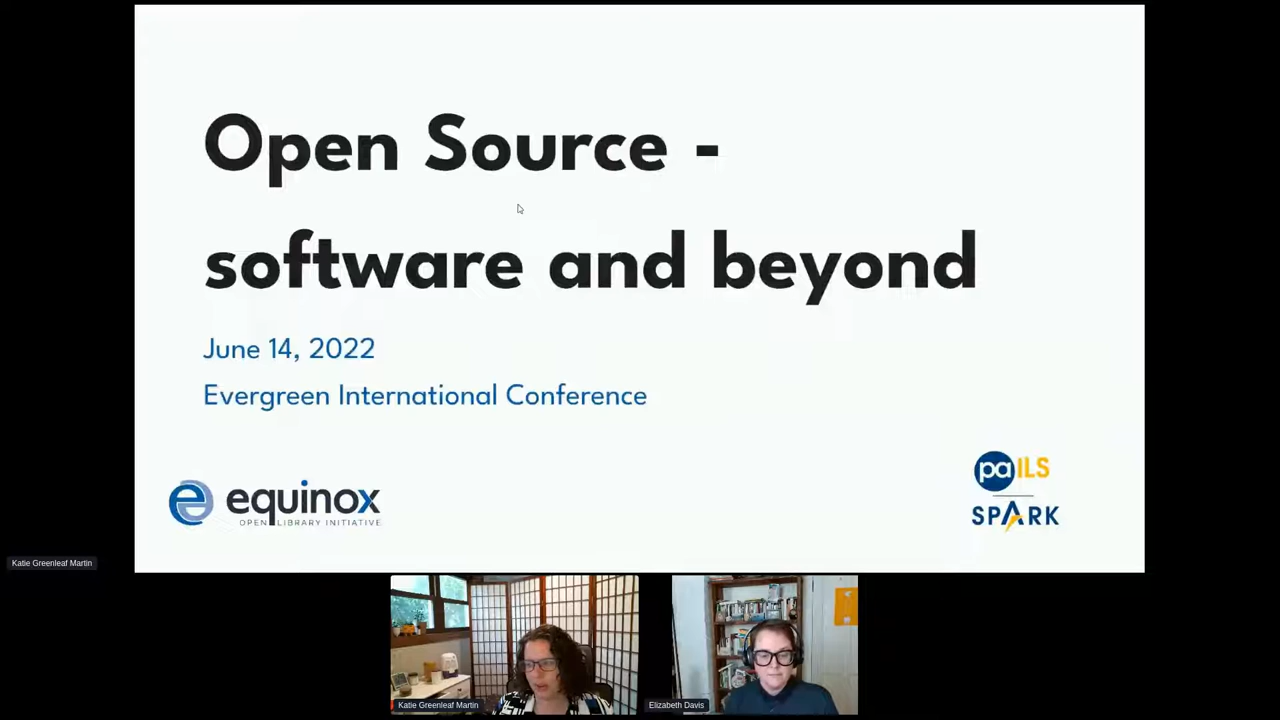 Open Source -
software and beyond
June 14, 2022
Evergreen International Conference
equinox
OPEN LIBRARY INITIATIVE
pa ILS
SPARK
Katie Greenleaf Martin
Katie Greenleaf Martin
Elizabeth Davis